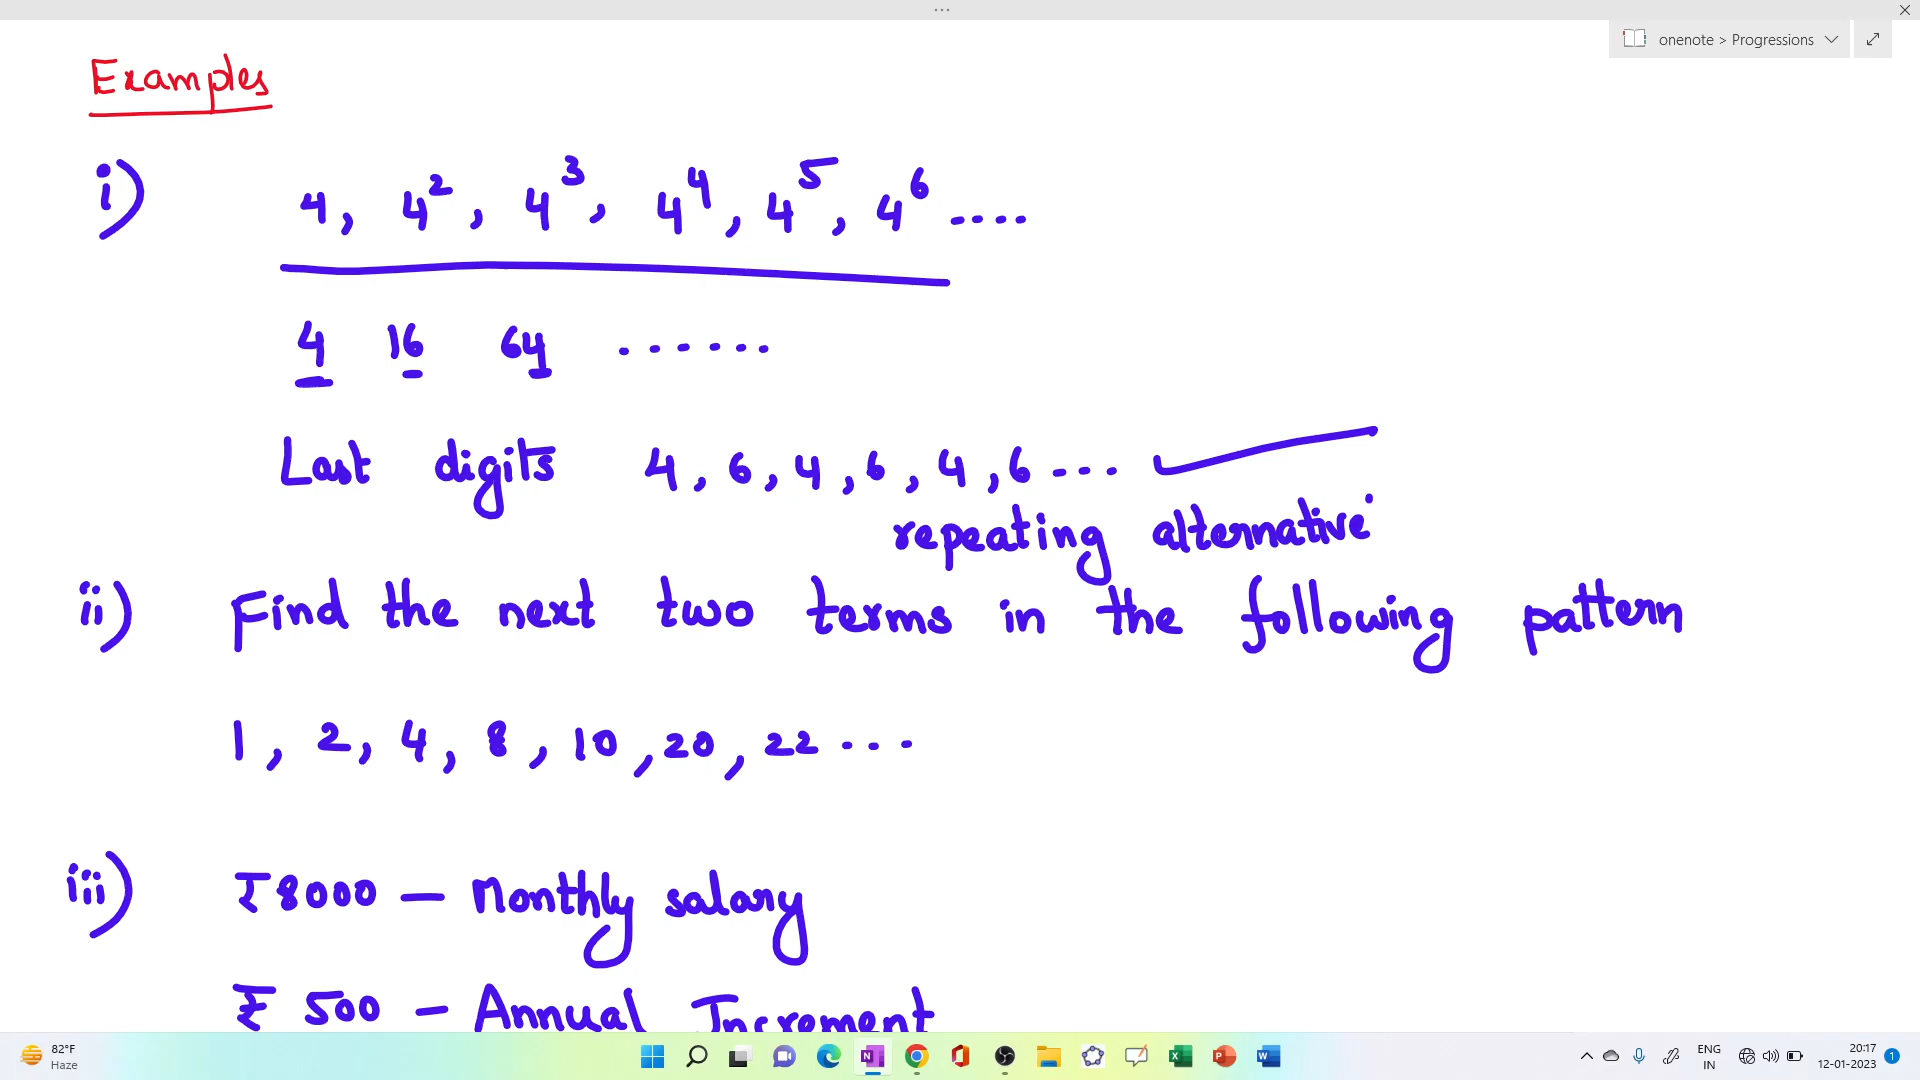 onenote > Progressions
Examples
i) 4, 4², 4³, 4⁴, 4⁵, 4⁶ ....
4 16 64 .......
Last digits 4, 6, 4, 6, 4, 6 ...
repeating alternative
ii) Find the next two terms in the following pattern
1, 2, 4, 8, 10, 20, 22 ...
iii) ₹8000 – Monthly salary
₹ 500 – Annual Increment
82°F
Haze
ENG
IN
20:17
12-01-2023
1